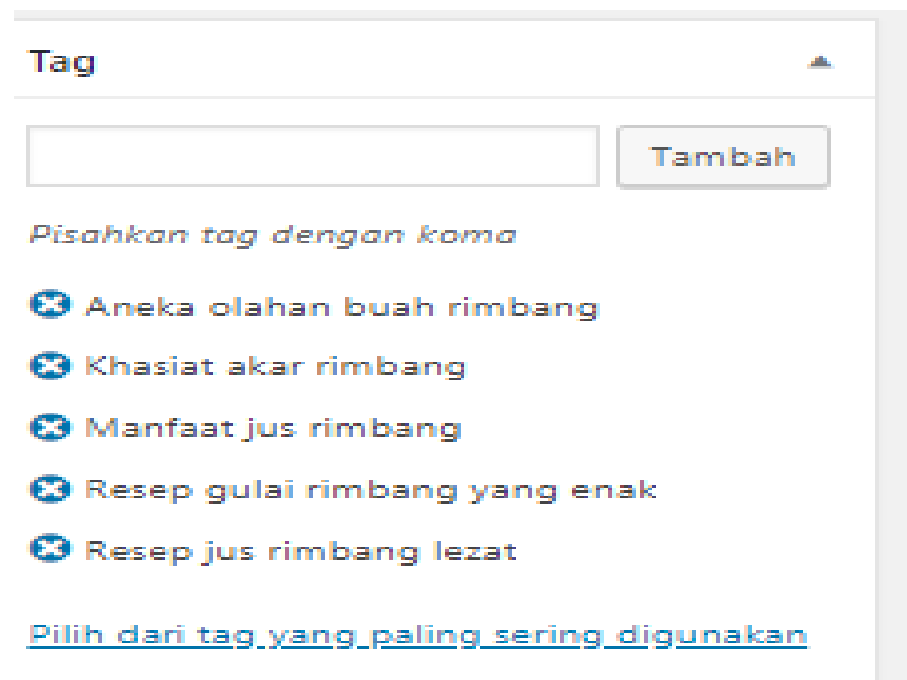 Tag
Tambah
Pisahkan tag dengan koma
Aneka olahan buah rimbang
Khasiat akar rimbang
Manfaat jus rimbang
Resep gulai rimbang yang enak
Resep jus rimbang lezat
Pilih dari tag yang paling sering digunakan